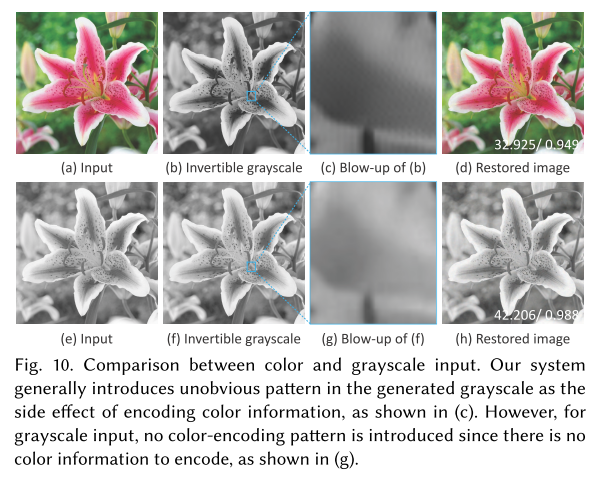 32.925/ 0.949
(a) Input
(b) Invertible grayscale
(c) Blow-up of (b)
(d) Restored image
42.206/ 0.988
(e) Input
(f) Invertible grayscale
(g) Blow-up of (f)
(h) Restored image
Fig. 10. Comparison between color and grayscale input. Our system
generally introduces unobvious pattern in the generated grayscale as the
side effect of encoding color information, as shown in (c). However, for
grayscale input, no color-encoding pattern is introduced since there is no
color information to encode, as shown in (g).